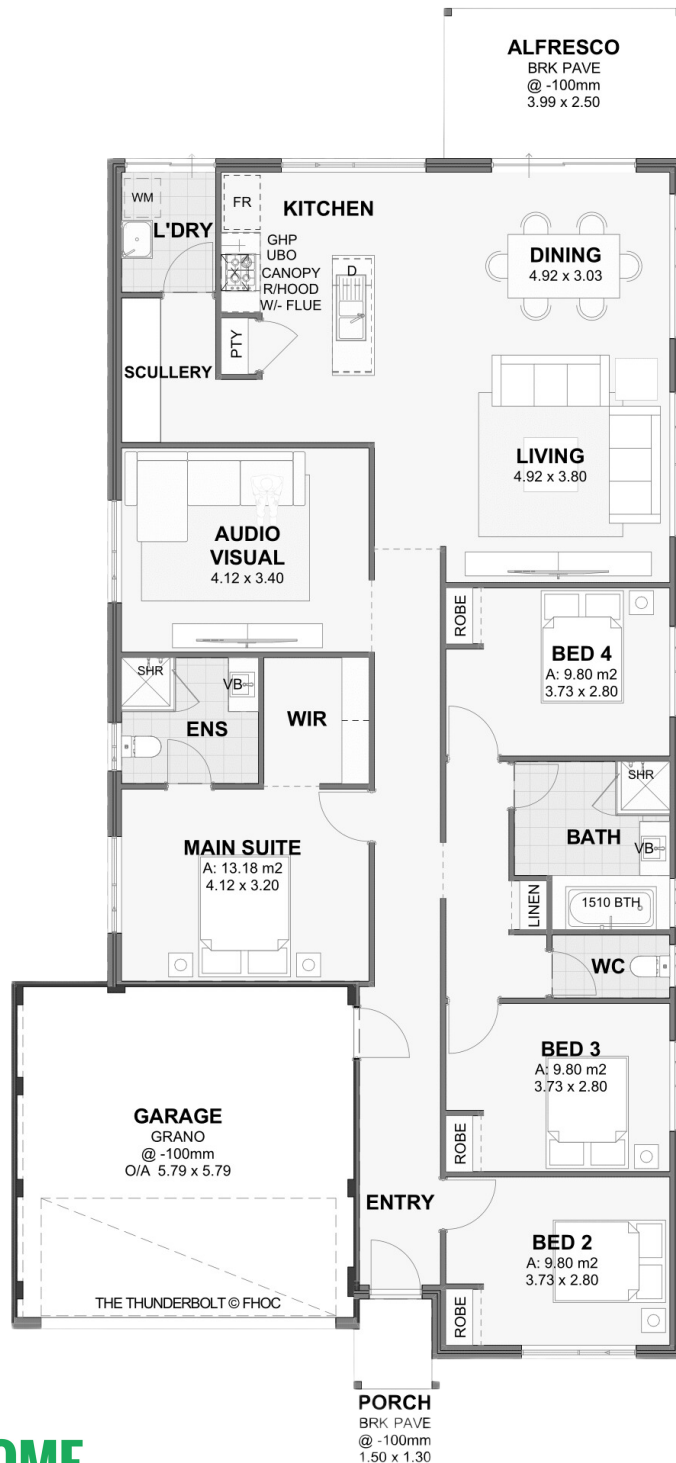 ALFRESCO
BRK PAVE
@ -100mm
3.99 x 2.50
WM
L'DRY
FR
KITCHEN
GHP
UBO
CANOPY
R/HOOD
W/- FLUE
D
DINING
4.92 x 3.03
PTY
SCULLERY
LIVING
4.92 x 3.80
AUDIO
VISUAL
4.12 x 3.40
ROBE
BED 4
A: 9.80 m2
3.73 x 2.80
SHR
VB
ENS
WIR
SHR
BATH
VB
MAIN SUITE
A: 13.18 m2
4.12 x 3.20
LINEN
1510 BTH
WC
BED 3
A: 9.80 m2
3.73 x 2.80
ROBE
GARAGE
GRANO
@ -100mm
O/A 5.79 x 5.79
ENTRY
BED 2
A: 9.80 m2
3.73 x 2.80
ROBE
THE THUNDERBOLT © FHOC
PORCH
BRK PAVE
@ -100mm
1.50 x 1.30